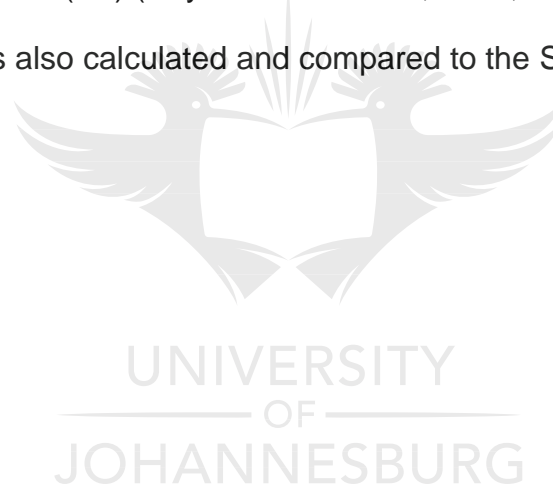 s also calculated and compared to the S
UNIVERSITY
OF
JOHANNESBURG